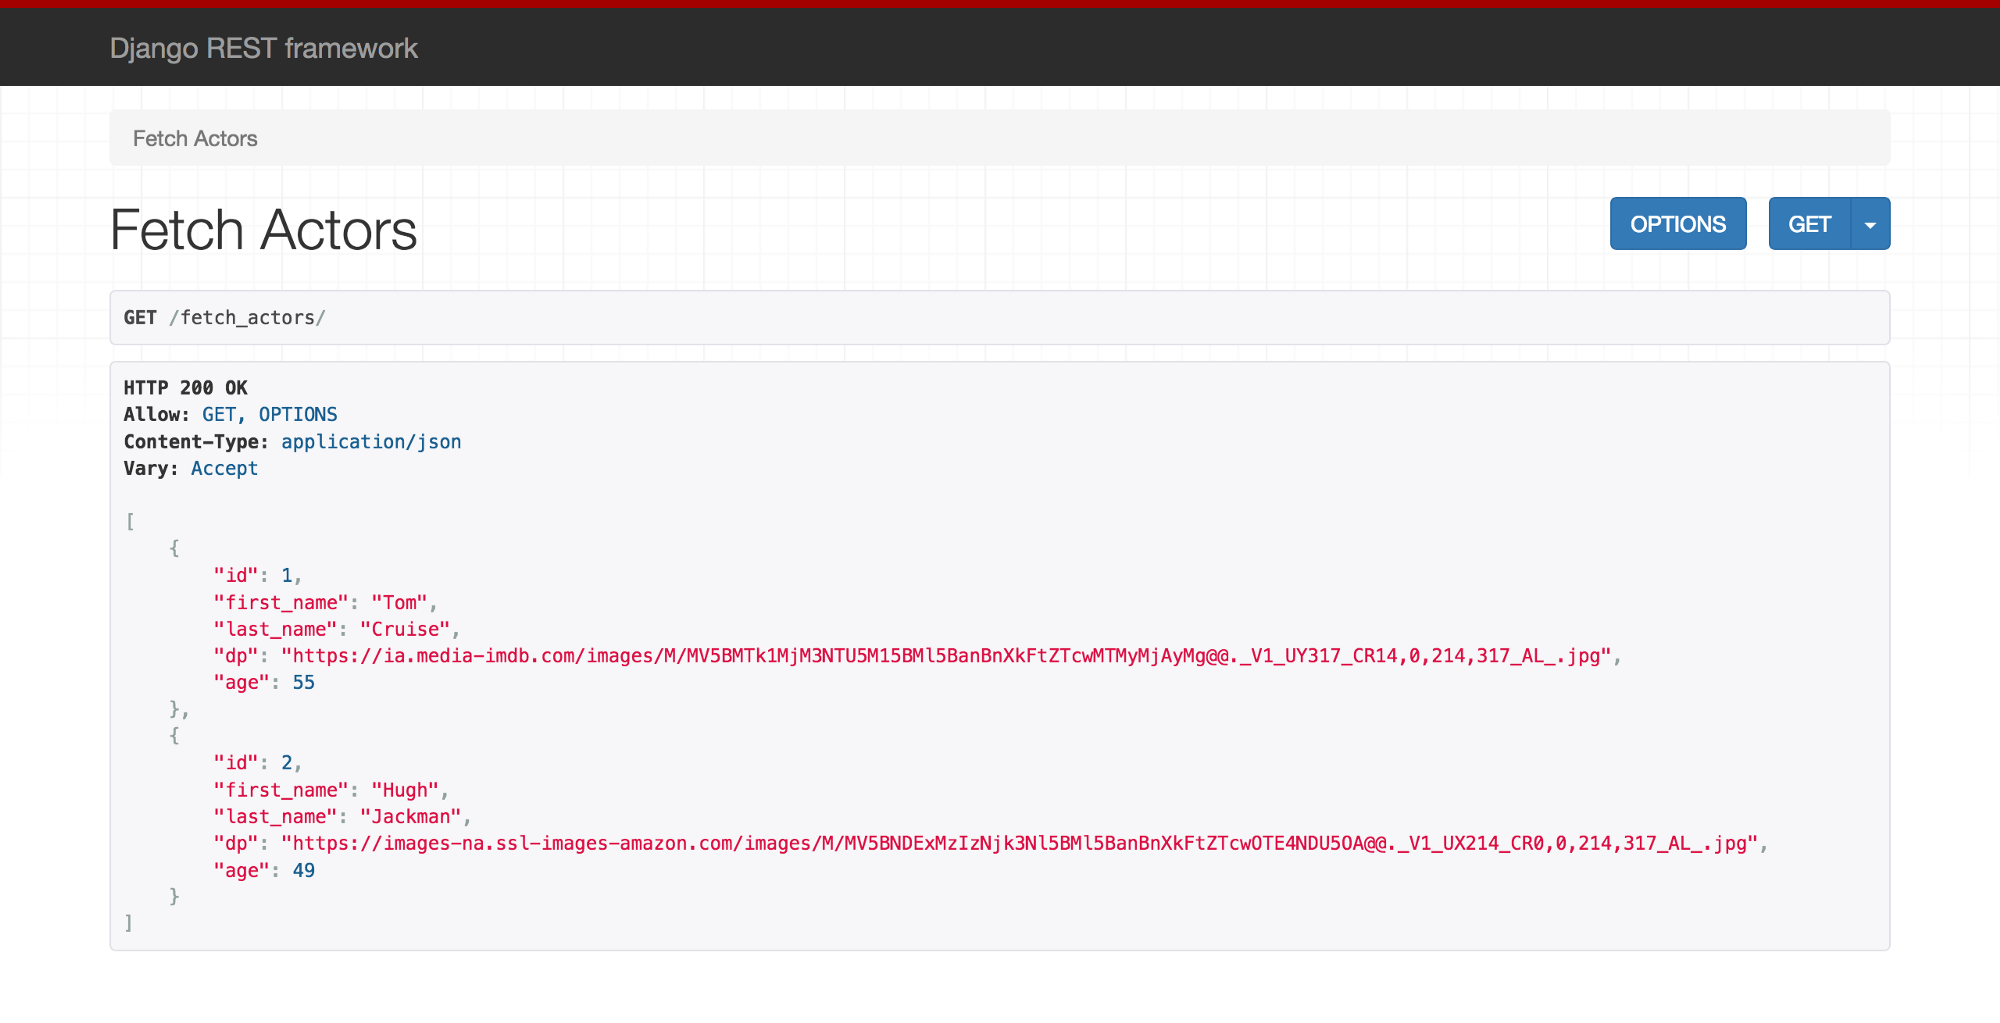 Django REST framework
Fetch Actors
Fetch Actors
OPTIONS
GET
GET /fetch_actors/
HTTP 200 OK
Allow: GET, OPTIONS
Content-Type: application/json
Vary: Accept
[
    {
        "id": 1,
        "first_name": "Tom",
        "last_name": "Cruise",
        "dp": "https://ia.media-imdb.com/images/M/MV5BMTk1MjM3NTU5M15BMl5BanBnXkFtZTcwMTMyMjAyMg@@._V1_UY317_CR14,0,214,317_AL_.jpg",
        "age": 55
    },
    {
        "id": 2,
        "first_name": "Hugh",
        "last_name": "Jackman",
        "dp": "https://images-na.ssl-images-amazon.com/images/M/MV5BNDExMzIzNjk3Nl5BMl5BanBnXkFtZTcwOTE4NDU5OA@@._V1_UX214_CR0,0,214,317_AL_.jpg",
        "age": 49
    }
]